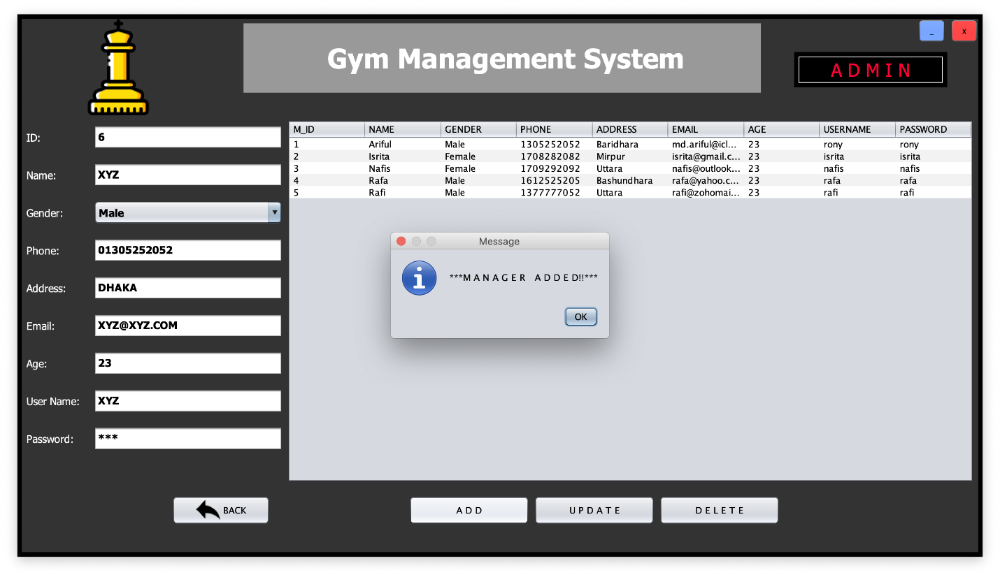 _ x
Gym Management System
ADMIN
ID: 6
Name: XYZ
Gender: Male
Phone: 01305252052
Address: DHAKA
Email: XYZ@XYZ.COM
Age: 23
User Name: XYZ
Password: ***
M_ID NAME GENDER PHONE ADDRESS EMAIL AGE USERNAME PASSWORD
1 Ariful Male 1305252052 Baridhara md.ariful@icl... 23 rony rony
2 Isrita Female 1708282082 Mirpur isrita@gmail.c... 23 isrita isrita
3 Nafis Female 1709292092 Uttara nafis@outlook... 23 nafis nafis
4 Rafa Male 1612525205 Bashundhara rafa@yahoo.c... 23 rafa rafa
5 Rafi Male 1377777052 Uttara rafi@zohomai... 23 rafi rafi
Message
***MANAGER ADDED!!***
OK
BACK ADD UPDATE DELETE